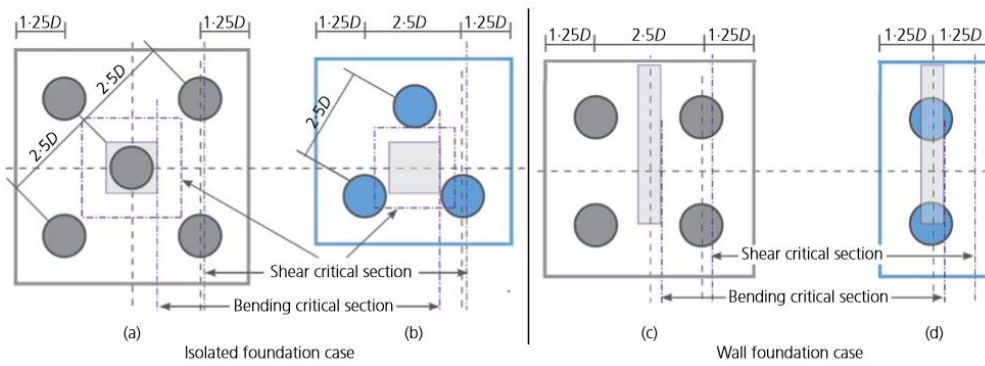 1·25D 1·25D
1·25D 2·5D 1·25D
1·25D 2·5D 1·25D
1·25D 1·25D
2·5D
2·5D
2·5D
Shear critical section
Bending critical section
Shear critical section
Bending critical section
(a) (b) (c) (d)
Isolated foundation case
Wall foundation case